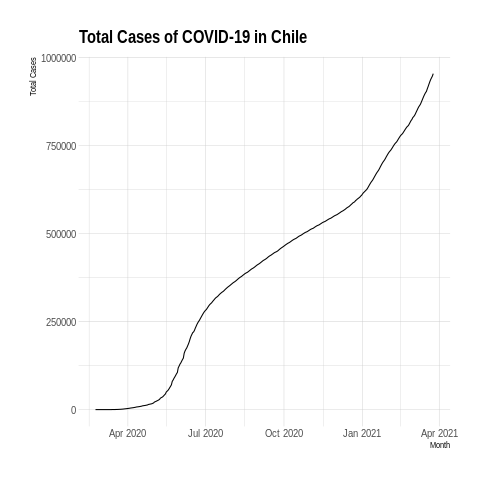 Total Cases of COVID-19 in Chile
Total Cases
1000000
750000
500000
250000
0
Apr 2020 Jul 2020 Oct 2020 Jan 2021 Apr 2021
Month